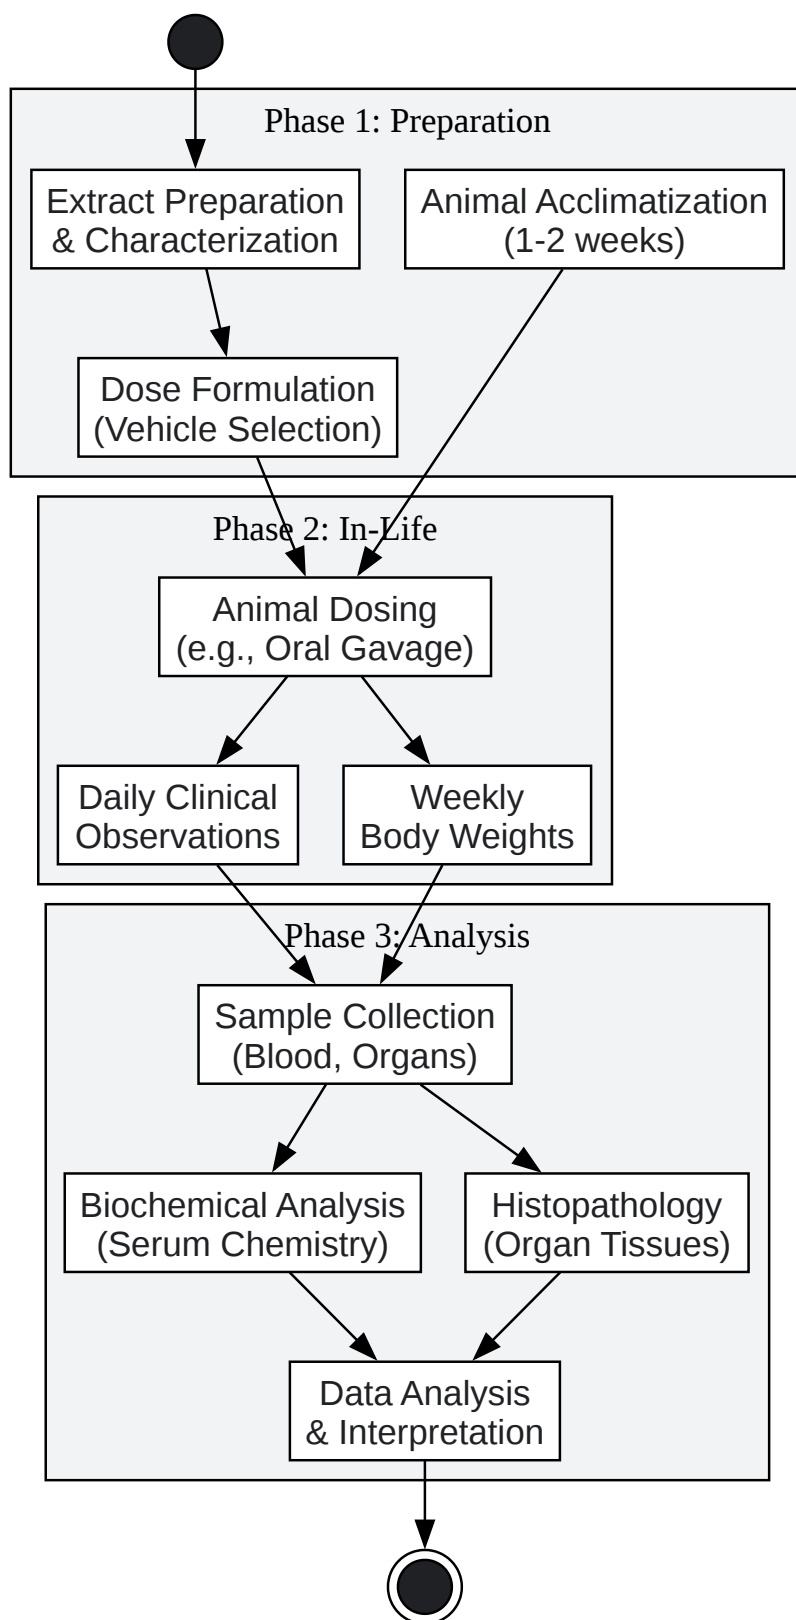 Phase 1: Preparation
Extract Preparation
& Characterization
Animal Acclimatization
(1-2 weeks)
Dose Formulation
(Vehicle Selection)
Phase 2: In-Life
Animal Dosing
(e.g., Oral Gavage)
Daily Clinical
Observations
Weekly
Body Weights
Phase 3: Analysis
Sample Collection
(Blood, Organs)
Biochemical Analysis
(Serum Chemistry)
Histopathology
(Organ Tissues)
Data Analysis
& Interpretation